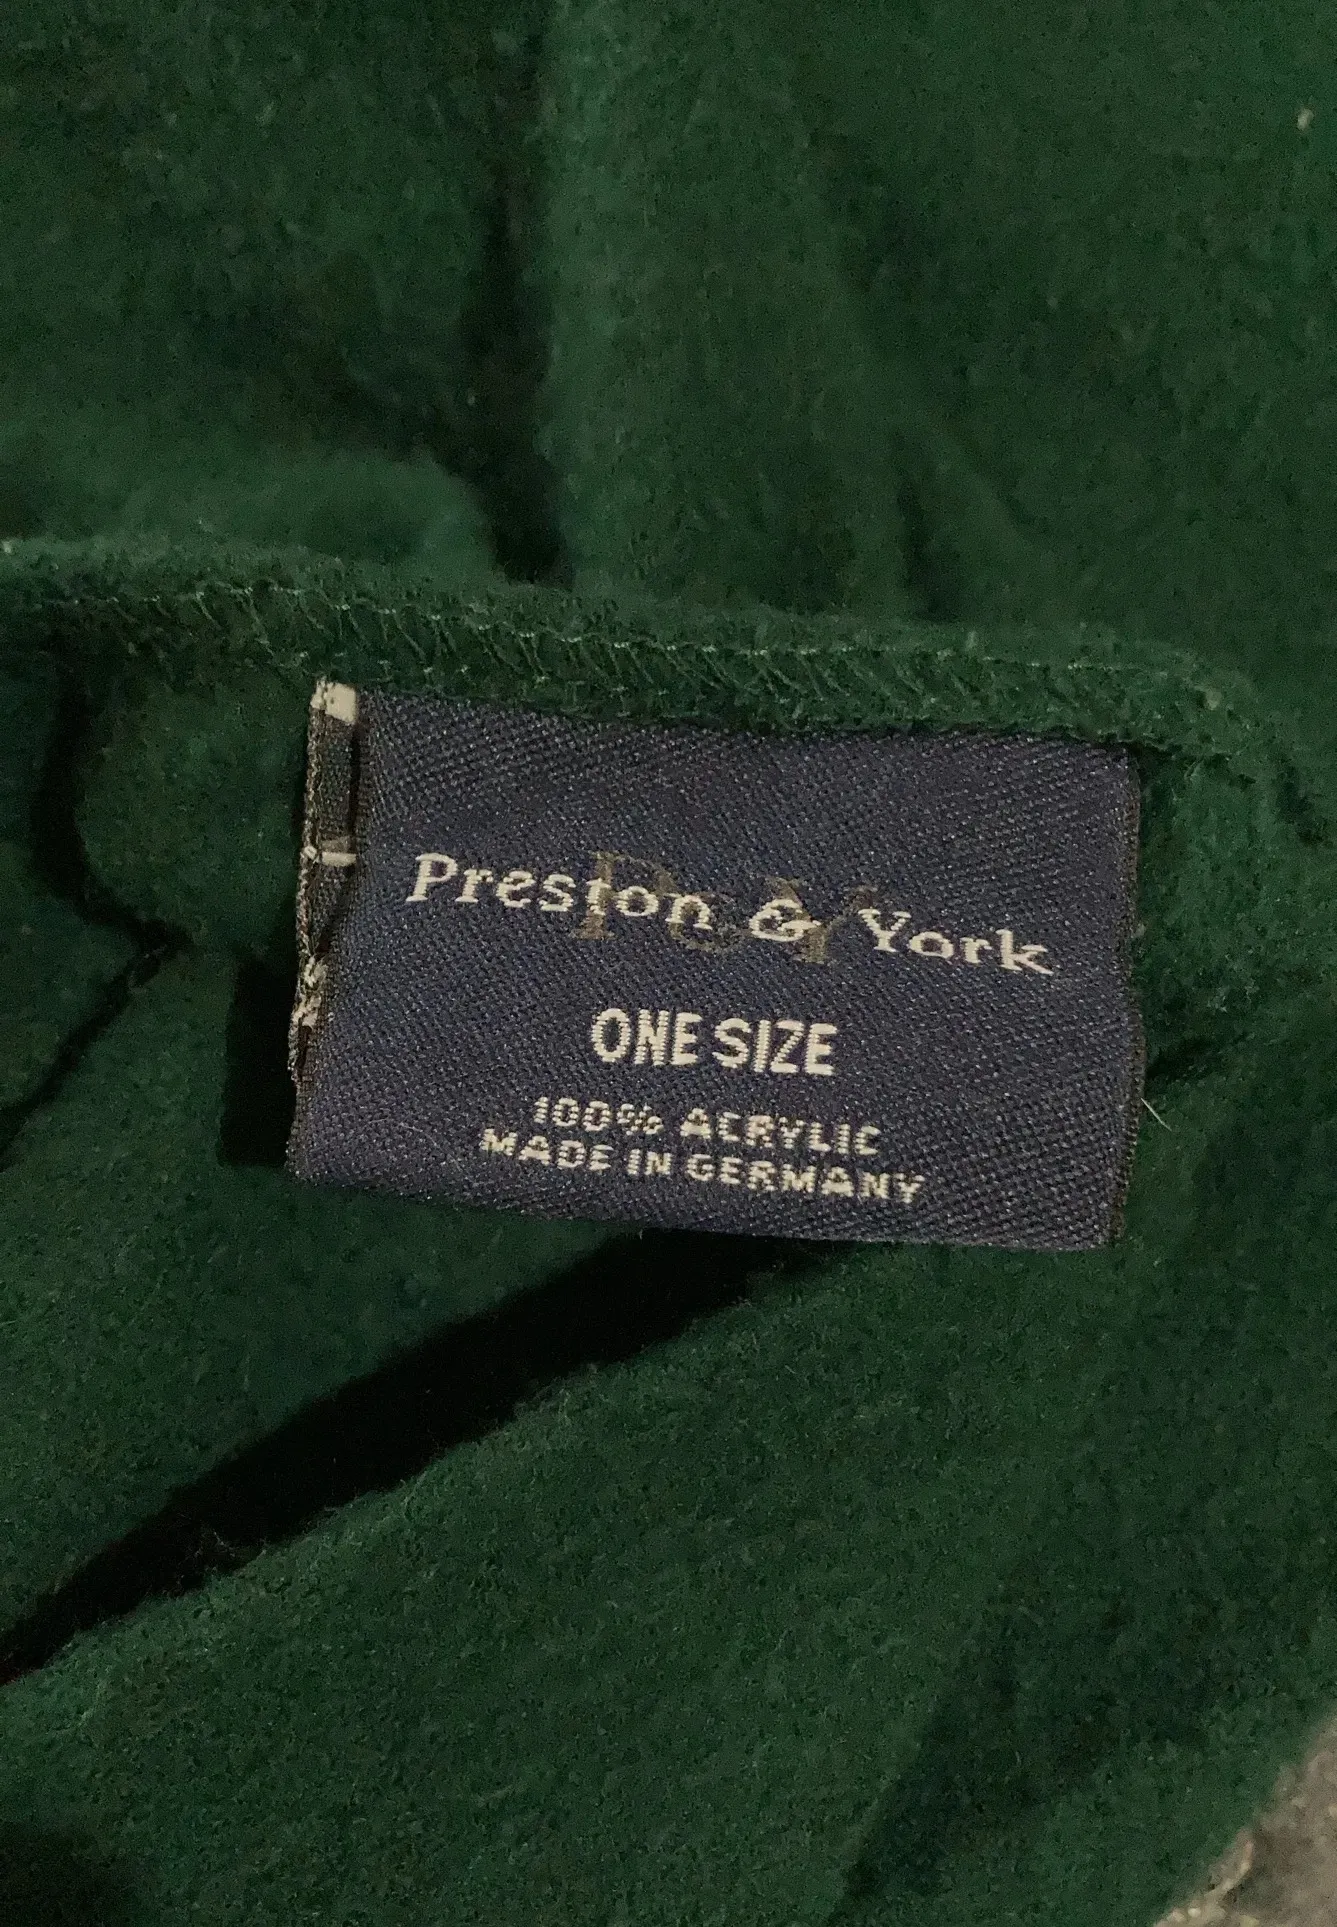 Preston & York
P&Y
ONE SIZE
100% ACRYLIC
MADE IN GERMANY